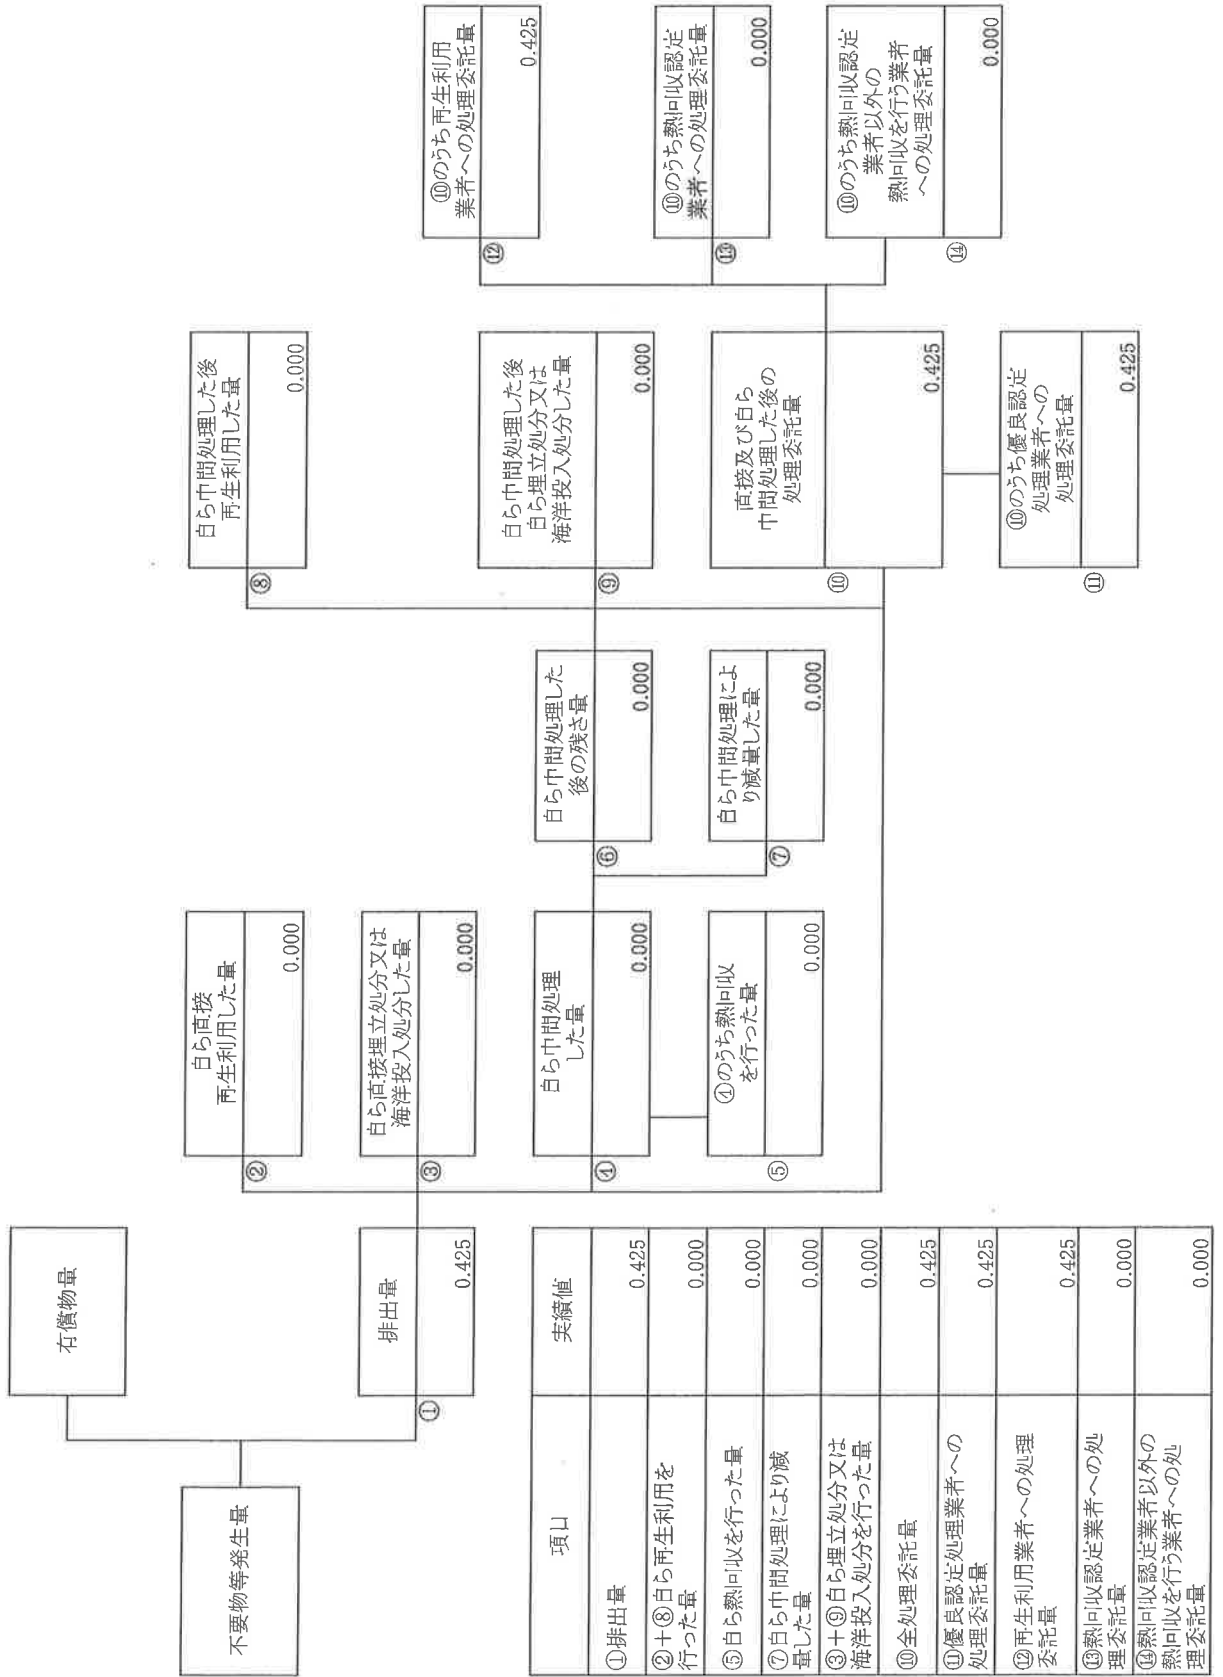 不要物等発生量
有償物量
排出量
①
0.425
自ら直接
再生利用した量
②
0.000
自ら直接埋立処分又は
海洋投入処分した量
③
0.000
自ら中間処理
した量
④
0.000
④のうち熱回収
を行った量
⑤
0.000
自ら中間処理した
後の残さ量
⑥
0.000
自ら中間処理によ
り減量した量
⑦
0.000
自ら中間処理した後
再生利用した量
⑧
0.000
自ら中間処理した後
自ら埋立処分又は
海洋投入処分した量
⑨
0.000
直接及び自ら
中間処理した後の
処理委託量
⑩
0.425
⑩のうち優良認定
処理業者への
処理委託量
⑪
0.425
⑩のうち再生利用
業者への処理委託量
⑫
0.425
⑩のうち熱回収認定
業者への処理委託量
⑬
0.000
⑩のうち熱回収認定
業者以外の
熱回収を行う業者
への処理委託量
⑭
0.000
項目 実績値
①排出量 0.425
②+⑧自ら再生利用を
行った量 0.000
⑤自ら熱回収を行った量 0.000
⑦自ら中間処理により減
量した量 0.000
③+⑨自ら埋立処分又は
海洋投入処分を行った量 0.000
⑩全処理委託量 0.425
⑪優良認定処理業者への
処理委託量 0.425
⑫再生利用業者への処理
委託量 0.425
⑬熱回収認定業者への処
理委託量 0.000
⑭熱回収認定業者以外の
熱回収を行う業者への処
理委託量 0.000